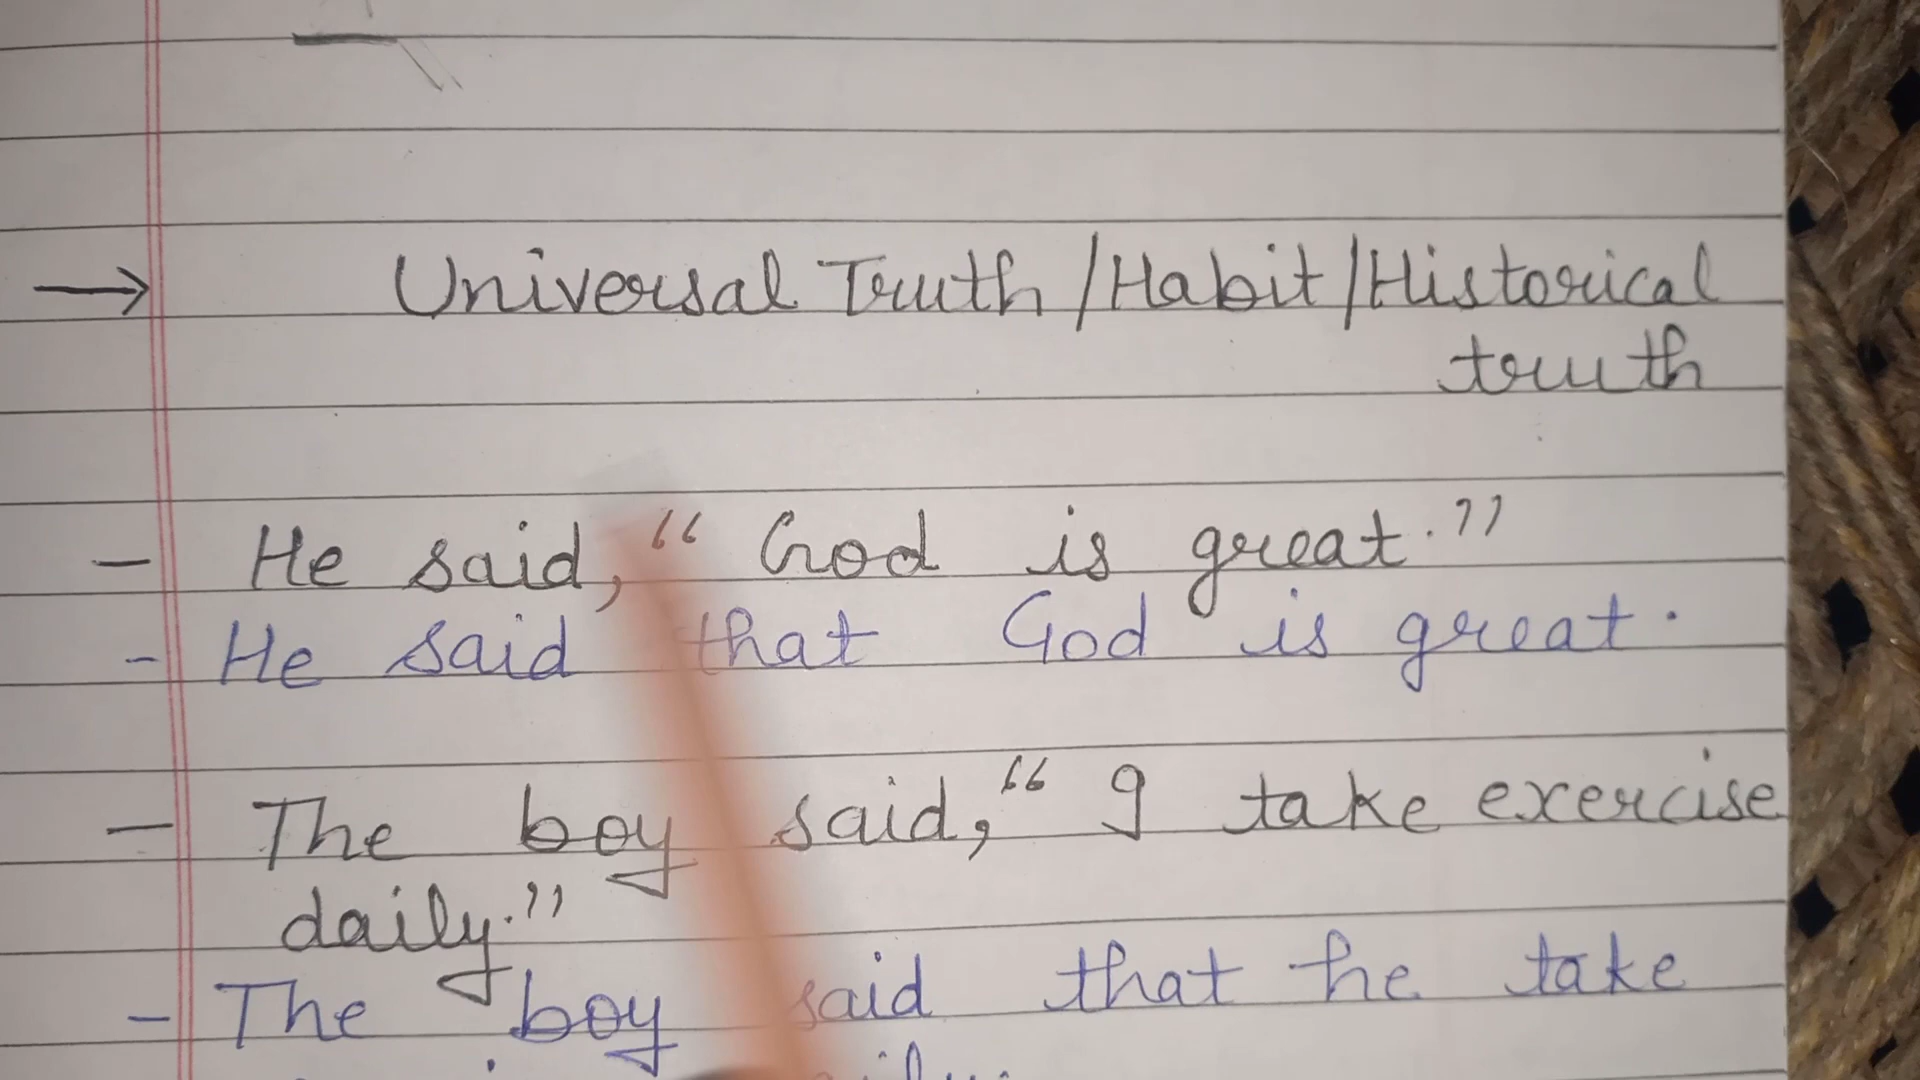 → Universal Truth / Habit / Historical
truth
- He said, “God is great.”
- He said that God is great.
- The boy said, “I take exercise
daily.”
- The boy said that he take